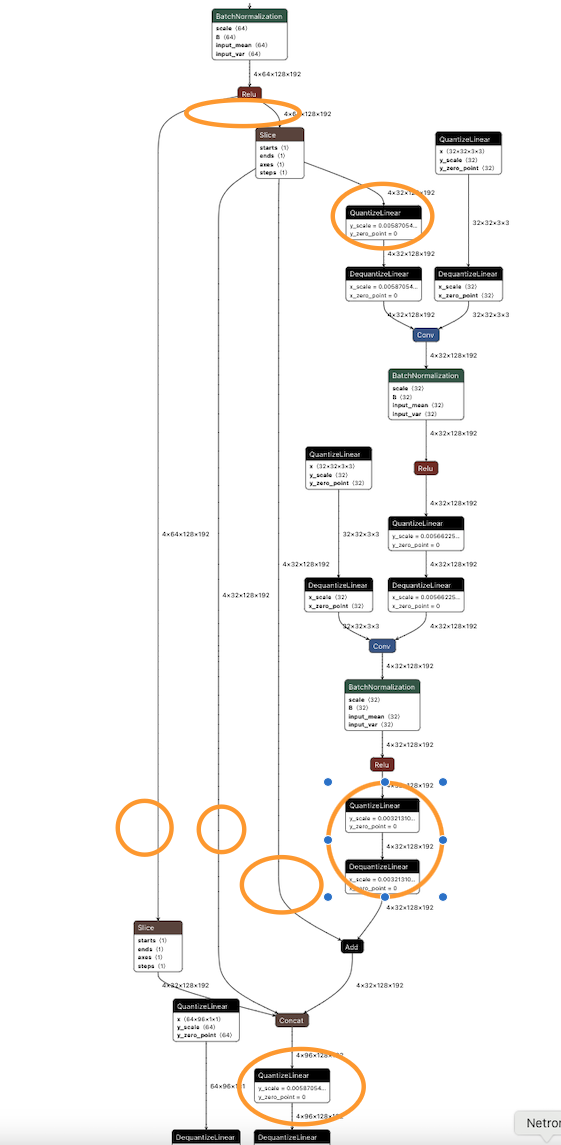 BatchNormalization
scale ⟨64⟩
B ⟨64⟩
input_mean ⟨64⟩
input_var ⟨64⟩
4×64×128×192
Relu
4×64×128×192
Slice
starts ⟨1⟩
ends ⟨1⟩
axes ⟨1⟩
steps ⟨1⟩
QuantizeLinear
x ⟨32×32×3×3⟩
y_scale ⟨32⟩
y_zero_point ⟨32⟩
4×32×128×192
QuantizeLinear
y_scale = 0.00587054...
y_zero_point = 0
32×32×3×3
4×32×128×192
DequantizeLinear
x_scale = 0.00587054...
x_zero_point = 0
DequantizeLinear
x_scale ⟨32⟩
x_zero_point ⟨32⟩
4×32×128×192
32×32×3×3
Conv
4×32×128×192
BatchNormalization
scale ⟨32⟩
B ⟨32⟩
input_mean ⟨32⟩
input_var ⟨32⟩
4×32×128×192
Relu
QuantizeLinear
x ⟨32×32×3×3⟩
y_scale ⟨32⟩
y_zero_point ⟨32⟩
4×32×128×192
QuantizeLinear
y_scale = 0.00566225...
y_zero_point = 0
4×64×128×192
32×32×3×3
4×32×128×192
4×32×128×192
DequantizeLinear
x_scale ⟨32⟩
x_zero_point ⟨32⟩
DequantizeLinear
x_scale = 0.00566225...
x_zero_point = 0
4×32×128×192
32×32×3×3
4×32×128×192
Conv
4×32×128×192
BatchNormalization
scale ⟨32⟩
B ⟨32⟩
input_mean ⟨32⟩
input_var ⟨32⟩
4×32×128×192
Relu
4×32×128×192
QuantizeLinear
y_scale = 0.00321310...
y_zero_point = 0
4×32×128×192
DequantizeLinear
x_scale = 0.00321310...
x_zero_point = 0
4×32×128×192
Slice
starts ⟨1⟩
ends ⟨1⟩
axes ⟨1⟩
steps ⟨1⟩
Add
4×32×128×192
4×32×128×192
QuantizeLinear
x ⟨64×96×1×1⟩
y_scale ⟨64⟩
y_zero_point ⟨64⟩
Concat
4×96×128×192
QuantizeLinear
y_scale = 0.00587054...
y_zero_point = 0
64×96×1×1
4×96×128×192
Netron
DequantizeLinear
DequantizeLinear